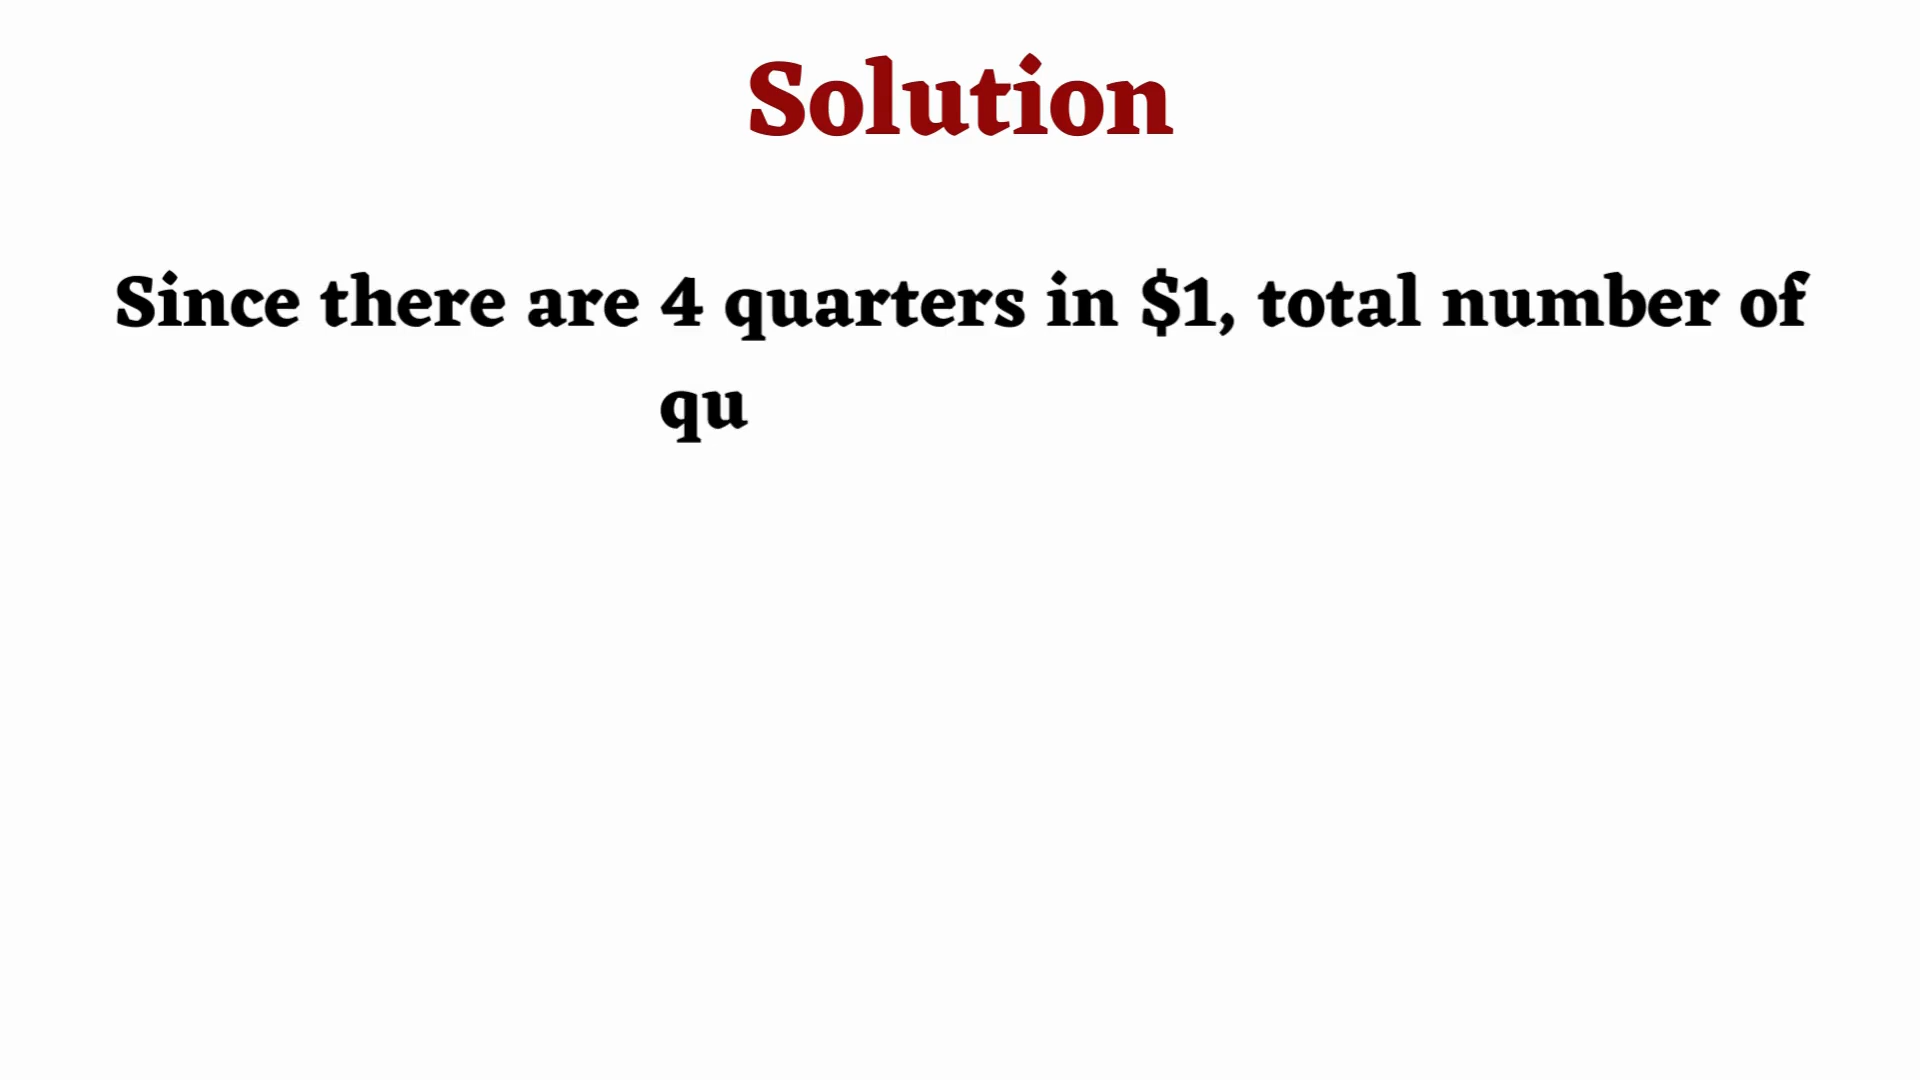 Solution
Since there are 4 quarters in $1, total number of
qu